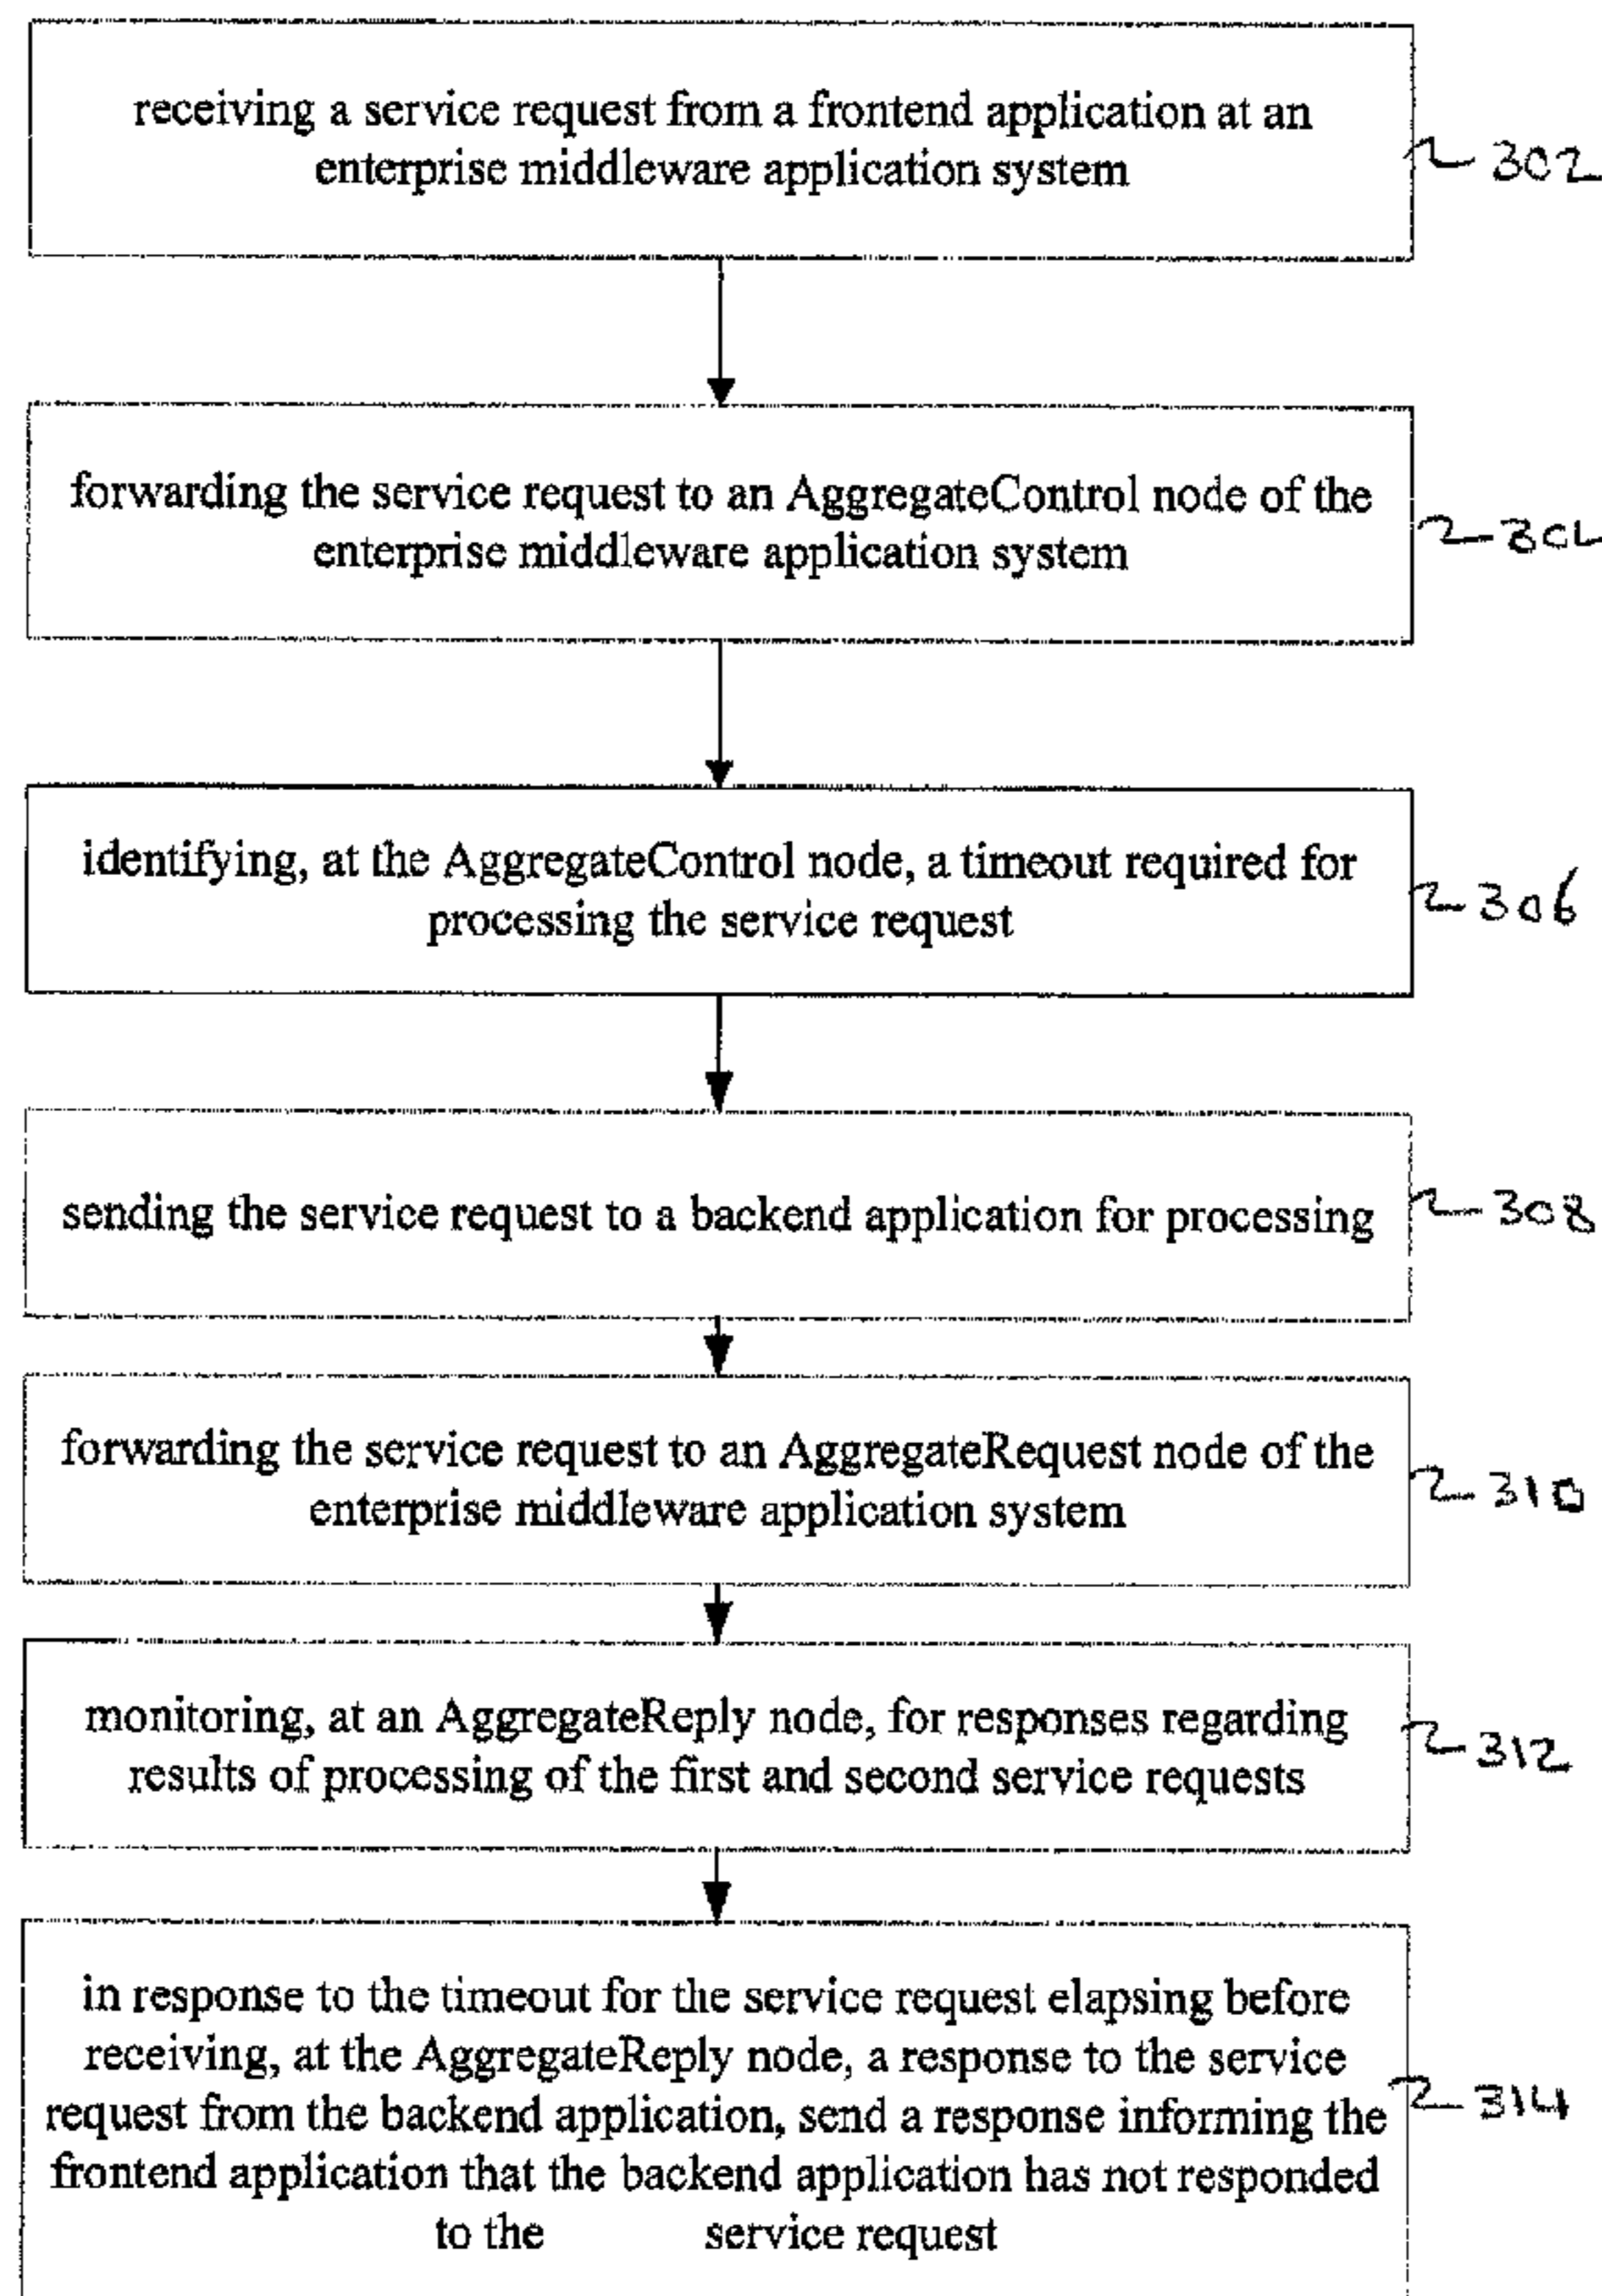 receiving a service request from a frontend application at an
enterprise middleware application system
302
forwarding the service request to an AggregateControl node of the
enterprise middleware application system
identifying, at the AggregateControl node, a timeout required for
processing the service request
306
sending the service request to a backend application for processing
308
forwarding the service request to an AggregateRequest node of the
enterprise middleware application system
310
monitoring, at an AggregateReply node, for responses regarding
results of processing of the first and second service requests
312
in response to the timeout for the service request elapsing before
receiving, at the AggregateReply node, a response to the service
request from the backend application, send a response informing the
frontend application that the backend application has not responded
to the service request
314